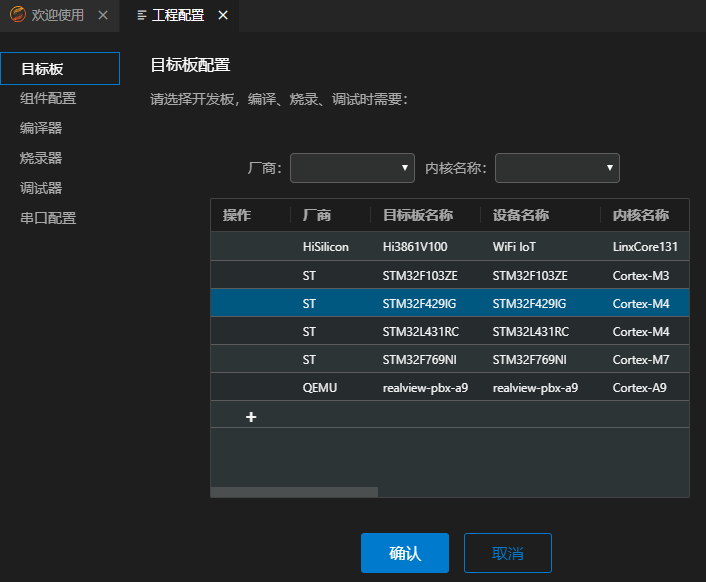 欢迎使用 工程配置
目标板
组件配置
编译器
烧录器
调试器
串口配置
目标板配置
请选择开发板，编译、烧录、调试时需要：
厂商： 内核名称：
操作 厂商 目标板名称 设备名称 内核名称
HiSilicon Hi3861V100 WiFi IoT LinxCore131
ST STM32F103ZE STM32F103ZE Cortex-M3
ST STM32F429IG STM32F429IG Cortex-M4
ST STM32L431RC STM32L431RC Cortex-M4
ST STM32F769NI STM32F769NI Cortex-M7
QEMU realview-pbx-a9 realview-pbx-a9 Cortex-A9
+
确认 取消